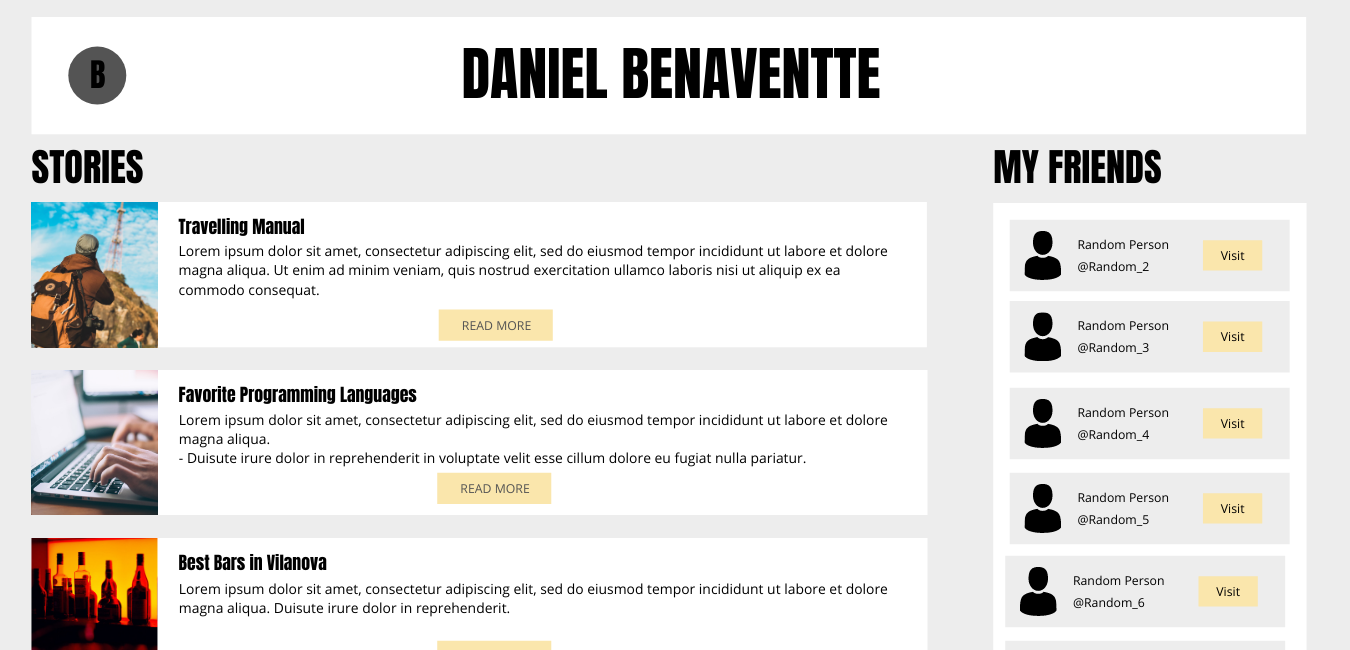 B
DANIEL BENAVENTTE
STORIES
Travelling Manual
Lorem ipsum dolor sit amet, consectetur adipiscing elit, sed do eiusmod tempor incididunt ut labore et dolore
magna aliqua. Ut enim ad minim veniam, quis nostrud exercitation ullamco laboris nisi ut aliquip ex ea
commodo consequat.
READ MORE
Favorite Programming Languages
Lorem ipsum dolor sit amet, consectetur adipiscing elit, sed do eiusmod tempor incididunt ut labore et dolore
magna aliqua.
- Duisute irure dolor in reprehenderit in voluptate velit esse cillum dolore eu fugiat nulla pariatur.
READ MORE
Best Bars in Vilanova
Lorem ipsum dolor sit amet, consectetur adipiscing elit, sed do eiusmod tempor incididunt ut labore et dolore
magna aliqua. Duisute irure dolor in reprehenderit.
MY FRIENDS
Random Person
@Random_2
Visit
Random Person
@Random_3
Visit
Random Person
@Random_4
Visit
Random Person
@Random_5
Visit
Random Person
@Random_6
Visit